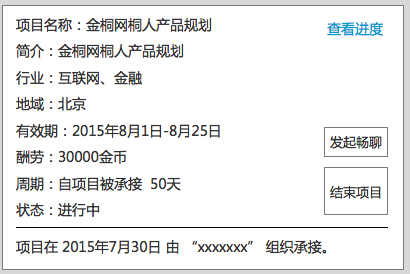 项目名称：金桐网桐人产品规划
查看进度
简介：金桐网桐人产品规划
行业：互联网、金融
地域：北京
有效期：2015年8月1日-8月25日
发起畅聊
酬劳：30000金币
周期：自项目被承接  50天
结束项目
状态：进行中
项目在 2015年7月30日 由 “xxxxxxx” 组织承接。